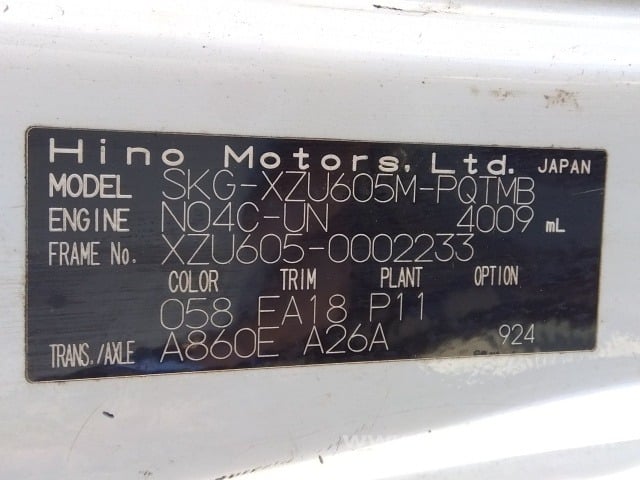 Hino Motors, Ltd. JAPAN
MODEL SKG-XZU605M-PQTMB
ENGINE N04C-UN 4009 mL
FRAME No. XZU605-0002233
COLOR TRIM PLANT OPTION
058 EA18 P11
TRANS./AXLE A860E A26A 924